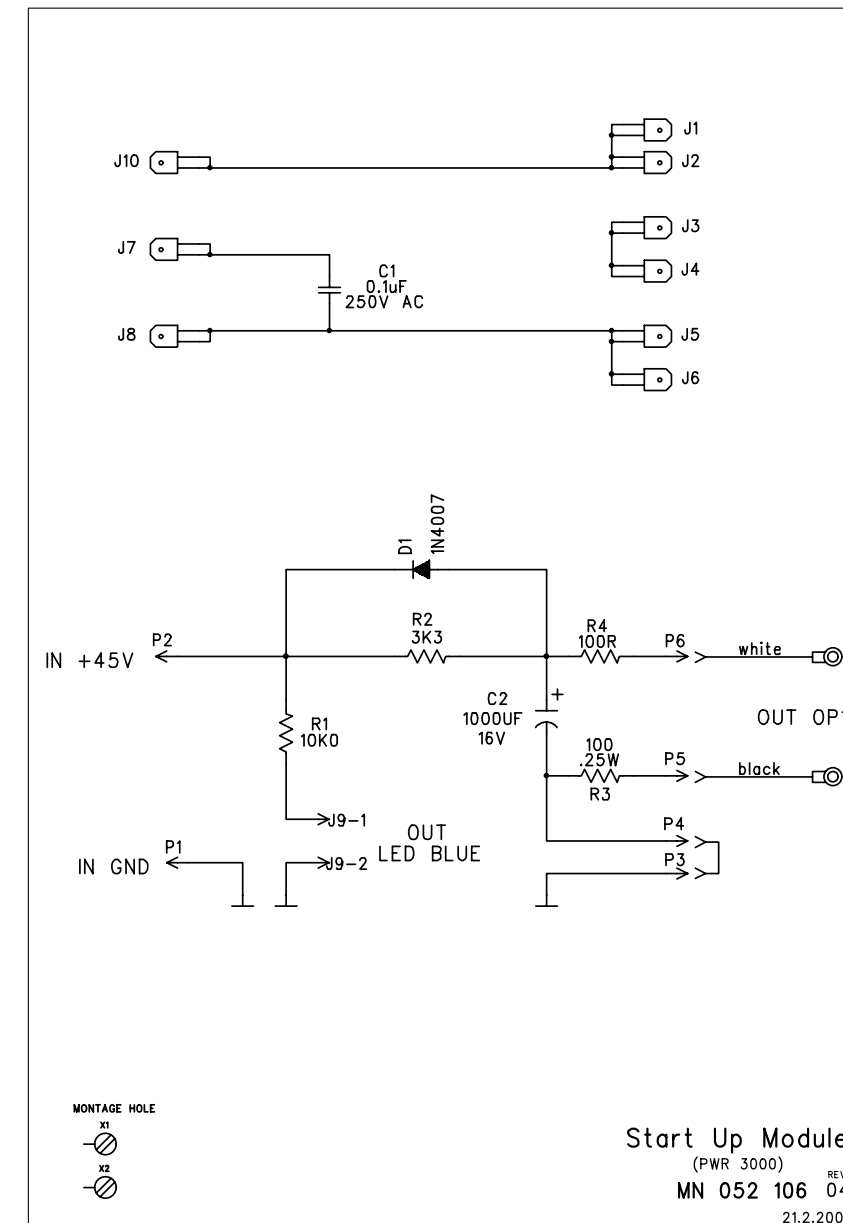 J10
J1
J2
J7
J3
J4
C1
0.1uF
250V AC
J8
J5
J6
D1
1N4007
R2
3K3
IN +45V
P2
R4
100R
P6
white
C2
1000UF
16V
+
R1
10K0
OUT
100
.25W
R3
P5
black
J9-1
OUT
LED BLUE
J9-2
IN GND
P1
P4
P3
MONTAGE HOLE
X1
X2
Start Up Module
(PWR 3000)
MN 052 106